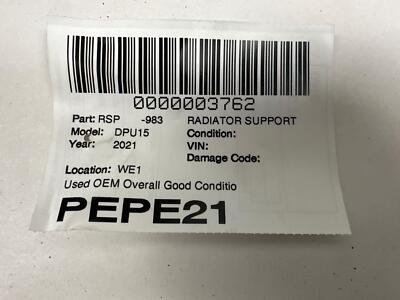 0000003762
Part: RSP -983 RADIATOR SUPPORT
Model: DPU15 Condition:
Year: 2021 VIN:
Damage Code:
Location: WE1
Used OEM Overall Good Conditio
PEPE21